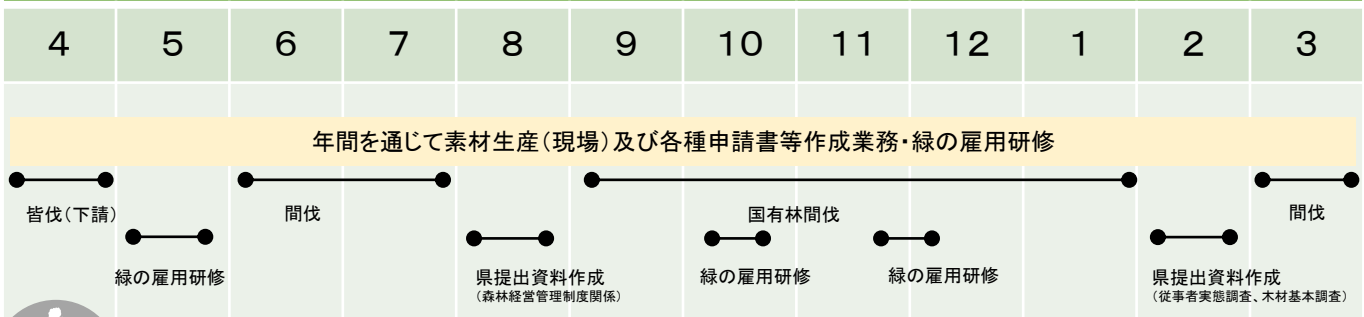 4 5 6 7 8 9 10 11 12 1 2 3
年間を通じて素材生産(現場)及び各種申請書等作成業務・緑の雇用研修
皆伐(下請) 間伐 国有林間伐 間伐
緑の雇用研修 県提出資料作成 緑の雇用研修 緑の雇用研修 県提出資料作成
(森林経営管理制度関係) (従事者実態調査、木材基本調査)